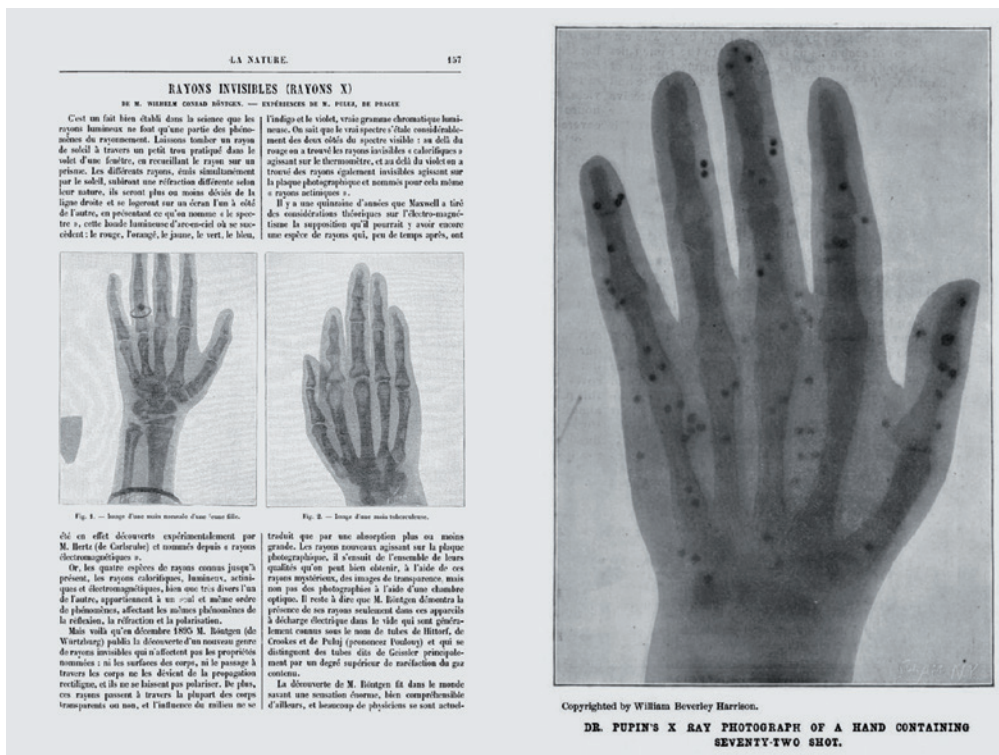 LA NATURE. 157
RAYONS INVISIBLES (RAYONS X)
DE M. WILHELM CONRAD RÖNTGEN. — EXPÉRIENCES DE M. PULUJ, DE PRAGUE
C'est un fait bien établi dans la science que les
rayons lumineux ne font qu'une partie des phéno-
mènes du rayonnement. Laissons tomber un rayon
de soleil à travers un petit trou pratiqué dans le
volet d'une fenêtre, en recueillant le rayon sur un
prisme. Les différents rayons, émis simultanément
par le soleil, subiront une réfraction différente selon
leur nature, ils seront plus ou moins déviés de la
ligne droite et se logeront sur un écran l'un à côté
de l'autre, en présentant ce qu'on nomme « le spec-
tre », cette bande lumineuse d'arc-en-ciel où se suc-
cèdent : le rouge, l'orangé, le jaune, le vert, le bleu,
l'indigo et le violet, vraie gamme chromatique lumi-
neuse. On sait que le vrai spectre s'étale considérable-
ment des deux côtés du spectre visible : au delà du
rouge on a trouvé les rayons invisibles « calorifiques »
agissant sur le thermomètre, et au delà du violet on a
trouvé des rayons également invisibles agissant sur
la plaque photographique et nommés pour cela même
« rayons actiniques ».
Il y a une quinzaine d'années que Maxwell a tiré
des considérations théoriques sur l'électro-magné-
tisme la supposition qu'il pourrait y avoir encore
une espèce de rayons qui, peu de temps après, ont
Fig. 1. — Image d'une main normale d'une jeune fille.
Fig. 2. — Image d'une main tuberculeuse.
été en effet découverts expérimentalement par
M. Hertz (de Carlsruhe) et nommés depuis « rayons
électromagnétiques ».
Or, les quatre espèces de rayons connus jusqu'à
présent, les rayons calorifiques, lumineux, actini-
ques et électromagnétiques, bien que très divers l'un
de l'autre, appartiennent à un seul et même ordre
de phénomènes, affectant les mêmes phénomènes de
la réflexion, la réfraction et la polarisation.
Mais voilà qu'en décembre 1895 M. Röntgen (de
Würtzburg) publia la découverte d'un nouveau genre
de rayons invisibles qui n'affectent pas les propriétés
nommées : ni les surfaces des corps, ni le passage à
travers les corps ne les dévient de la propagation
rectiligne, et ils ne se laissent pas polariser. De plus,
ces rayons passent à travers la plupart des corps
transparents ou non, et l'influence du milieu ne se
traduit que par une absorption plus ou moins
grande. Les rayons nouveaux agissant sur la plaque
photographique, il s'ensuit de l'ensemble de leurs
qualités qu'on peut bien obtenir, à l'aide de ces
rayons mystérieux, des images de transparence, mais
non pas des photographies à l'aide d'une chambre
optique. Il reste à dire que M. Röntgen démontra la
présence de ses rayons seulement dans ces appareils
à décharge électrique dans le vide qui sont généra-
lement connus sous le nom de tubes de Hittorf, de
Crookes et de Puluj (prononcez Poulouy) et qui se
distinguent des tubes dits de Geissler principale-
ment par un degré supérieur de raréfaction du gaz
contenu.
La découverte de M. Röntgen fit dans le monde
savant une sensation énorme, bien compréhensible
d'ailleurs, et beaucoup de physiciens se sont actuel-
Copyrighted by William Beverley Harrison.
DR. PUPIN'S X RAY PHOTOGRAPH OF A HAND CONTAINING
SEVENTY-TWO SHOT.